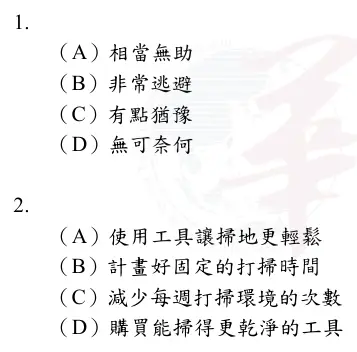 1.
（A）相當無助
（B）非常逃避
（C）有點猶豫
（D）無可奈何
2.
（A）使用工具讓掃地更輕鬆
（B）計畫好固定的打掃時間
（C）減少每週打掃環境的次數
（D）購買能掃得更乾淨的工具